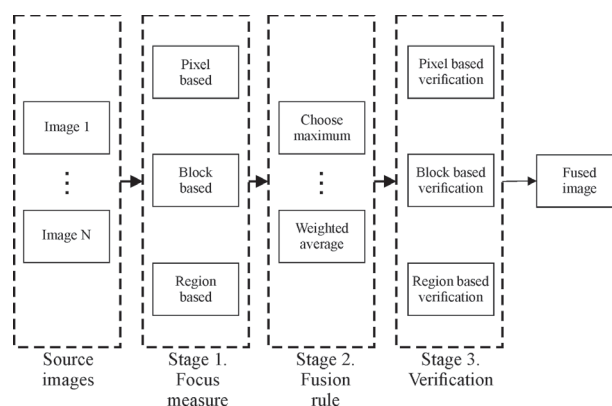 Image 1
⋮
Image N
Source
images
Pixel
based
Block
based
Region
based
Stage 1.
Focus
measure
Choose
maximum
⋮
Weighted
average
Stage 2.
Fusion
rule
Pixel based
verification
Block based
verification
Region based
verification
Stage 3.
Verification
Fused
image